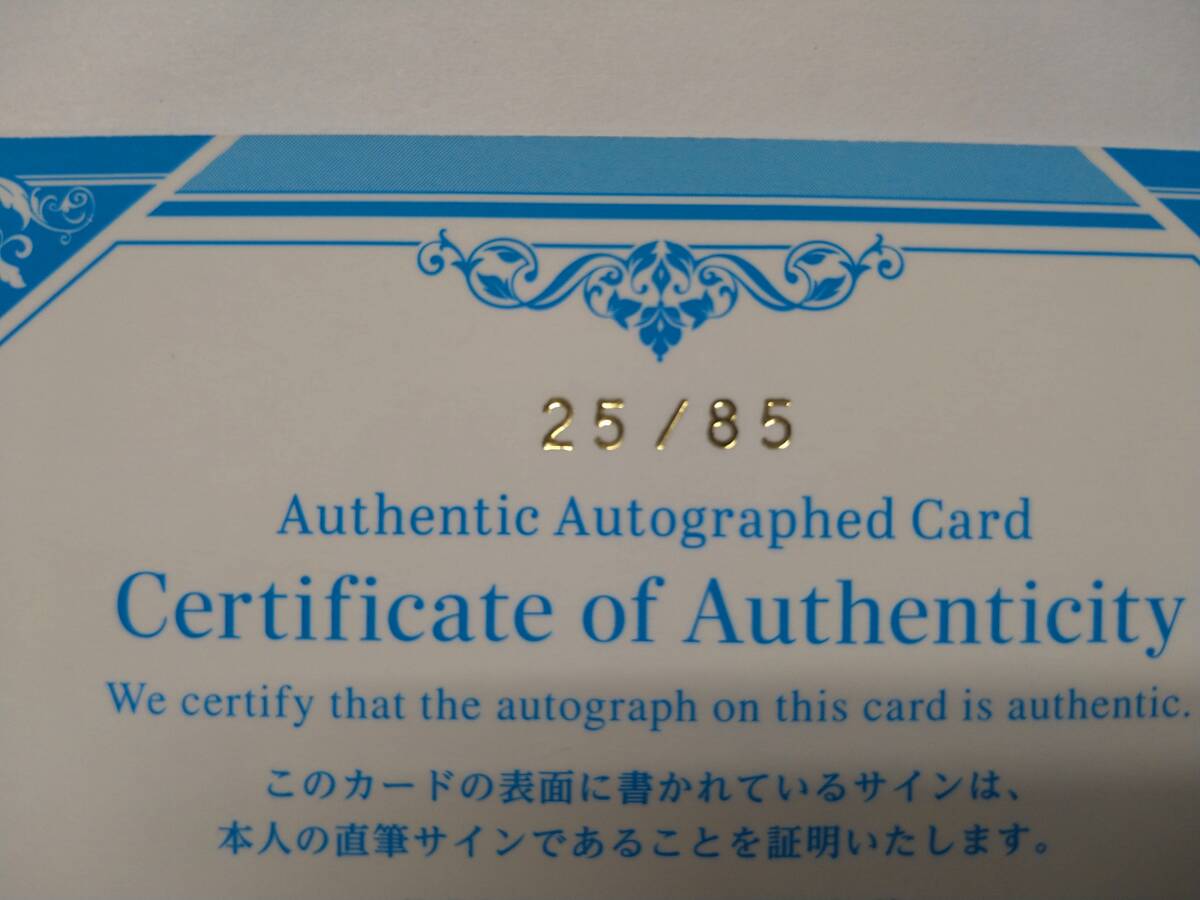 25/85
Authentic Autographed Card
Certificate of Authenticity
We certify that the autograph on this card is authentic.
このカードの表面に書かれているサインは、
本人の直筆サインであることを証明いたします。